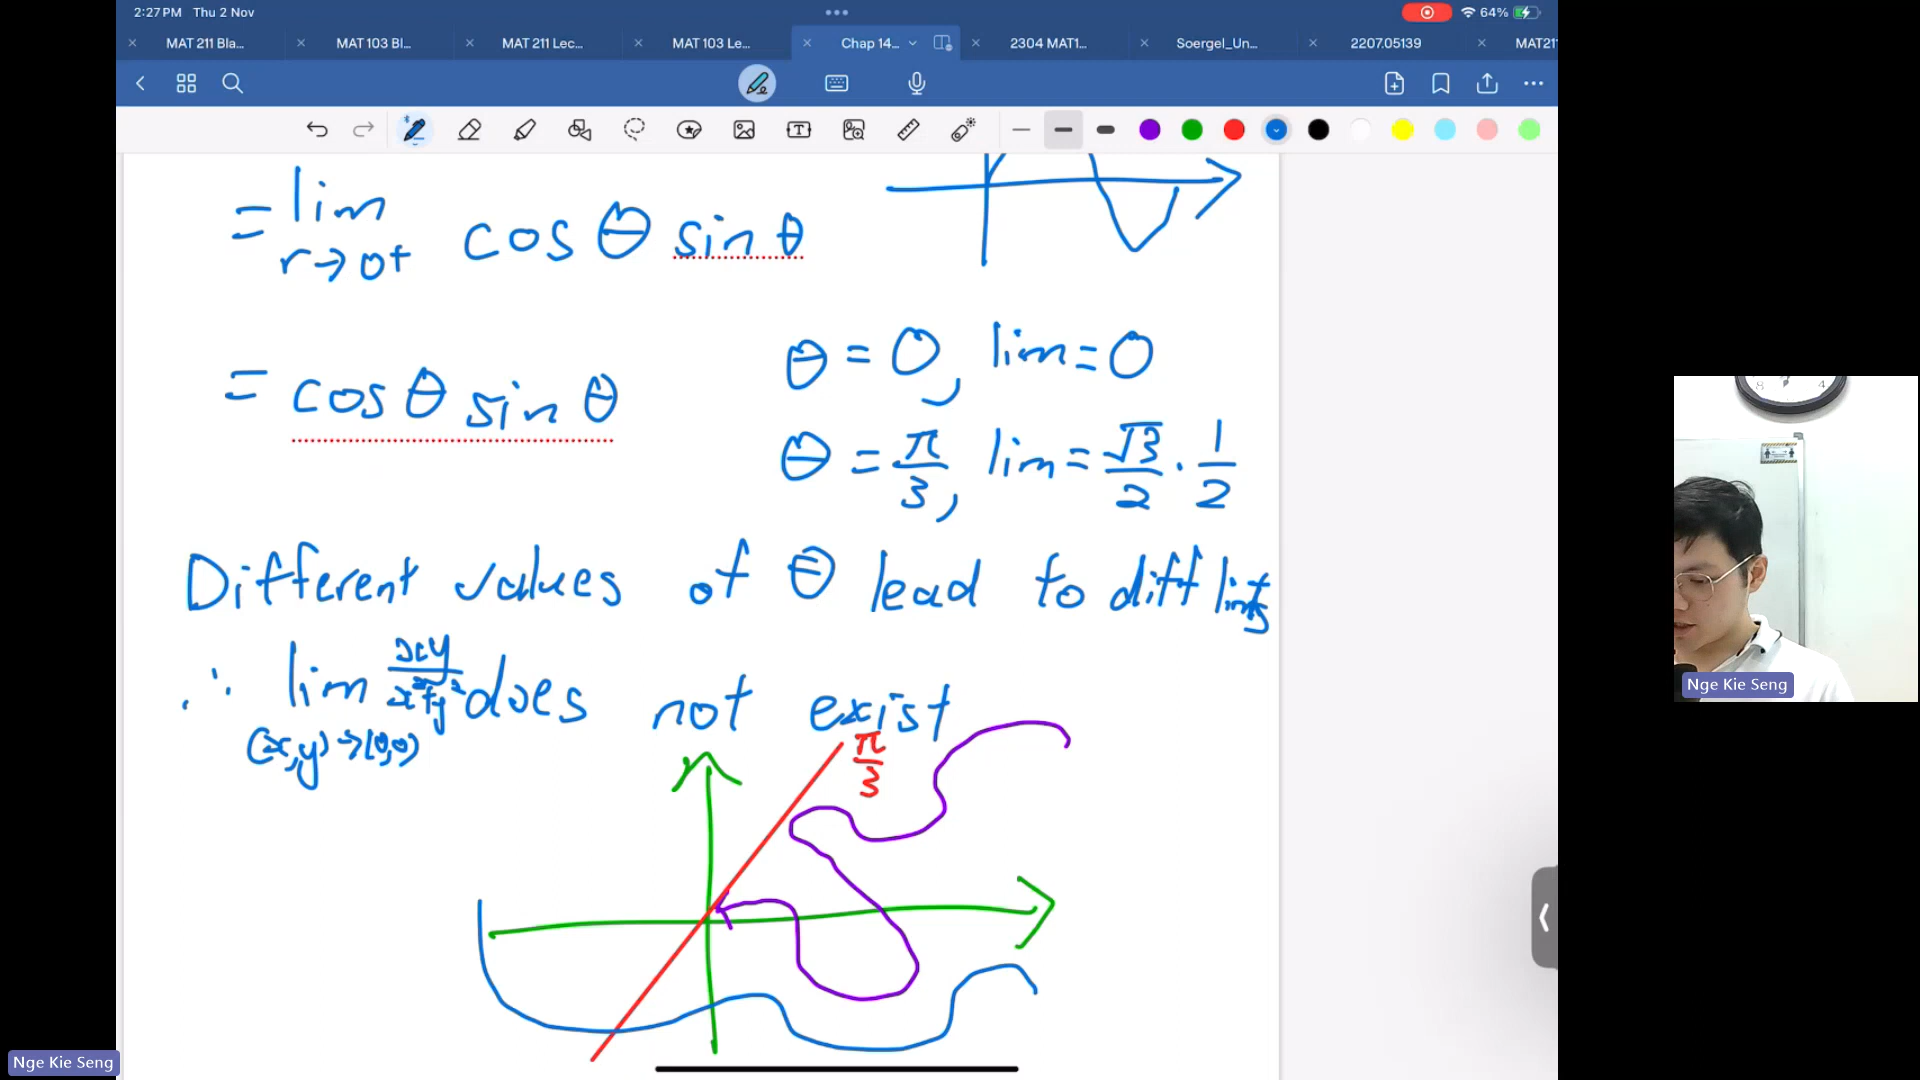 2:27 PM Thu 2 Nov
64%
MAT 211 Bla...
MAT 103 Bl...
MAT 211 Lec...
MAT 103 Le...
Chap 14...
2304 MAT1...
Soergel_Un...
2207.05139
MAT21
= lim r→0+ cos θ sin θ
= cos θ sin θ
θ = 0, lim = 0
θ = π/3, lim = √3/2 · 1/2
Different values of θ lead to diff limits
∴ lim (x,y)→(0,0) xy/x²+y² does not exist
π/3
Nge Kie Seng
Nge Kie Seng